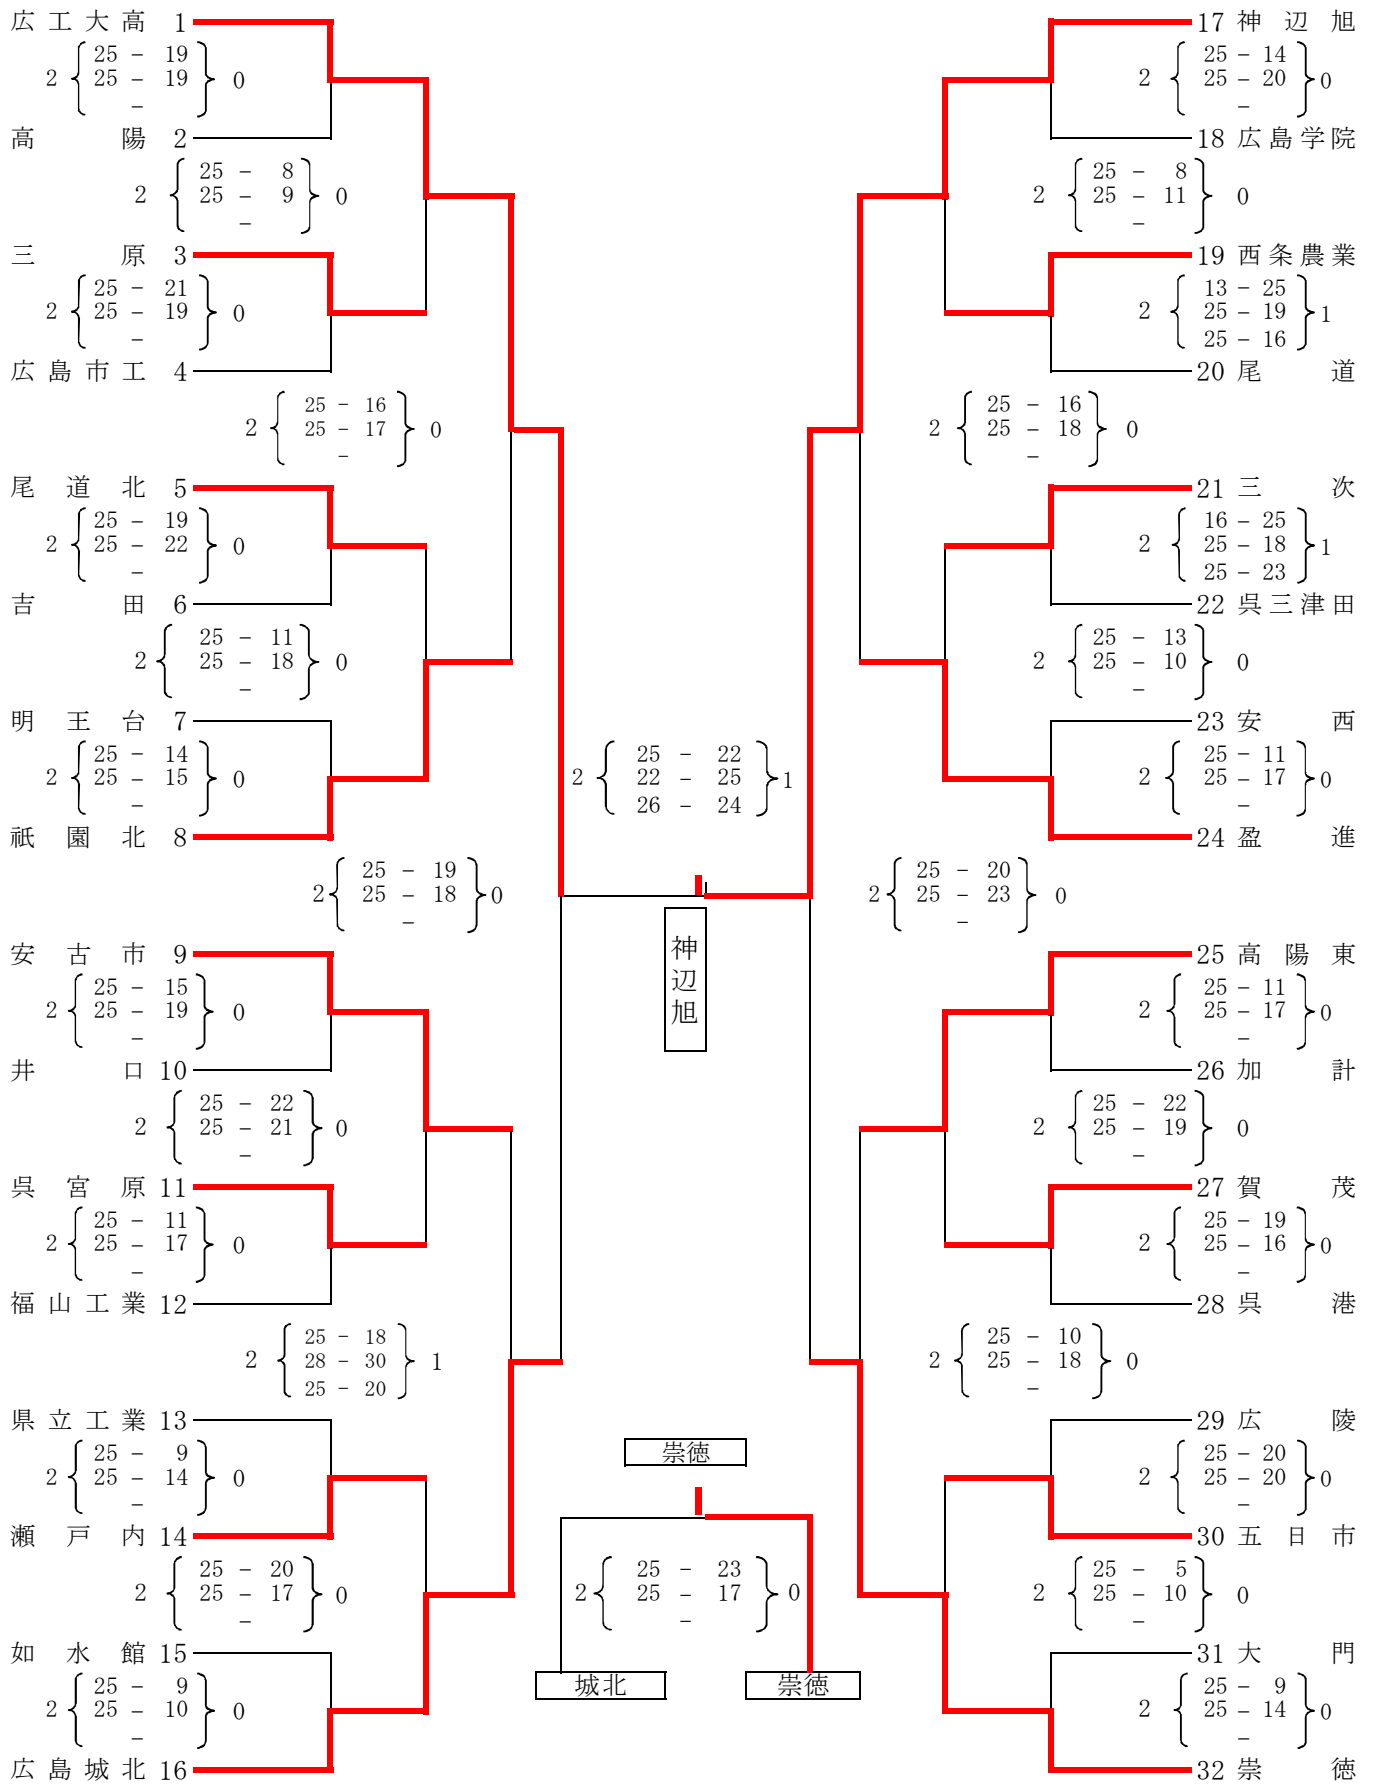 広工大高 1
25 - 19
2 25 - 19 0
-
高陽 2
25 - 8
2 25 - 9 0
-
三原 3
25 - 21
2 25 - 19 0
-
広島市工 4
25 - 16
2 25 - 17 0
-
尾道北 5
25 - 19
2 25 - 22 0
-
吉田 6
25 - 11
2 25 - 18 0
-
明王台 7
25 - 14
2 25 - 15 0
-
祇園北 8
25 - 19
2 25 - 18 0
-
安古市 9
25 - 15
2 25 - 19 0
-
井口 10
25 - 22
2 25 - 21 0
-
呉宮原 11
25 - 11
2 25 - 17 0
-
福山工業 12
25 - 18
2 28 - 30 1
25 - 20
県立工業 13
25 - 9
2 25 - 14 0
-
瀬戸内 14
25 - 20
2 25 - 17 0
-
如水館 15
25 - 9
2 25 - 10 0
-
広島城北 16
25 - 22
2 22 - 25 1
26 - 24
神辺旭
崇徳
25 - 23
2 25 - 17 0
-
城北
崇徳
17 神辺旭
25 - 14
2 25 - 20 0
-
18 広島学院
25 - 8
2 25 - 11 0
-
19 西条農業
13 - 25
2 25 - 19 1
25 - 16
20 尾道
25 - 16
2 25 - 18 0
-
21 三次
16 - 25
2 25 - 18 1
25 - 23
22 呉三津田
25 - 13
2 25 - 10 0
-
23 安西
25 - 11
2 25 - 17 0
-
24 盈進
25 - 20
2 25 - 23 0
-
25 高陽東
25 - 11
2 25 - 17 0
-
26 加計
25 - 22
2 25 - 19 0
-
27 賀茂
25 - 19
2 25 - 16 0
-
28 呉港
25 - 10
2 25 - 18 0
-
29 広陵
25 - 20
2 25 - 20 0
-
30 五日市
25 - 5
2 25 - 10 0
-
31 大門
25 - 9
2 25 - 14 0
-
32 崇徳